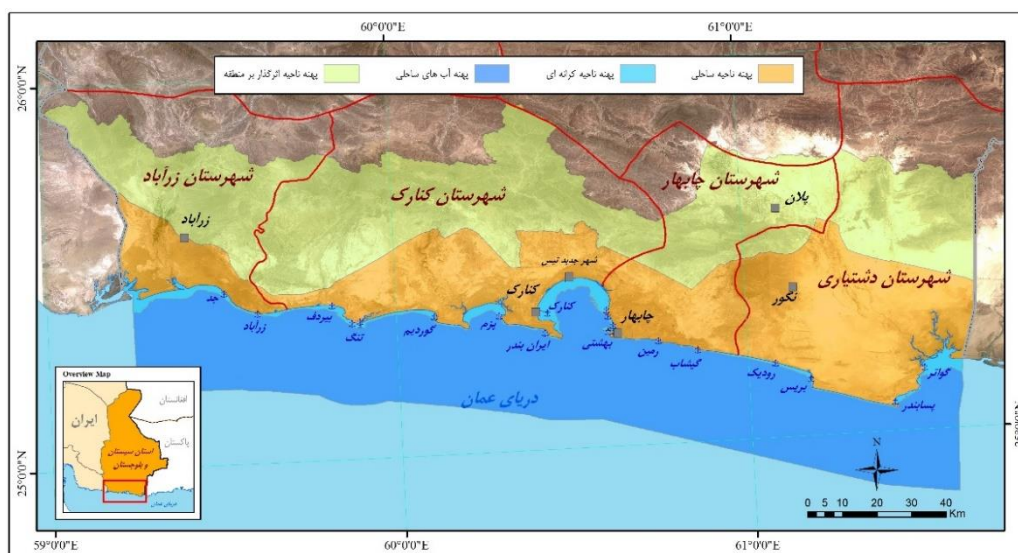 60°0'0"E
61°0'0"E
26°0'0"N
پهنه ناحیه ساحلی
پهنه ناحیه کرانه ای
پهنه آب های ساحلی
پهنه ناحیه اثرگذار بر منطقه
شهرستان زرآباد
شهرستان کنارک
شهرستان چابهار
شهرستان دشتیاری
زرآباد
پلان
شهر جدید تیس
نگور
کنارک
کنارک
چابهار
جد
زرآباد
بیردف
تنگ
گوردیم
پزم
ایران بندر
بهشتی
رمین
گیشاب
رودیک
بریس
پسابندر
گواتر
دریای عمان
Overview Map
افغانستان
ایران
پاکستان
استان سیستان
و بلوچستان
دریای عمان
N
0 5 10 20 30 40
Km
25°0'0"N
25°0'0"N
59°0'0"E
60°0'0"E
61°0'0"E